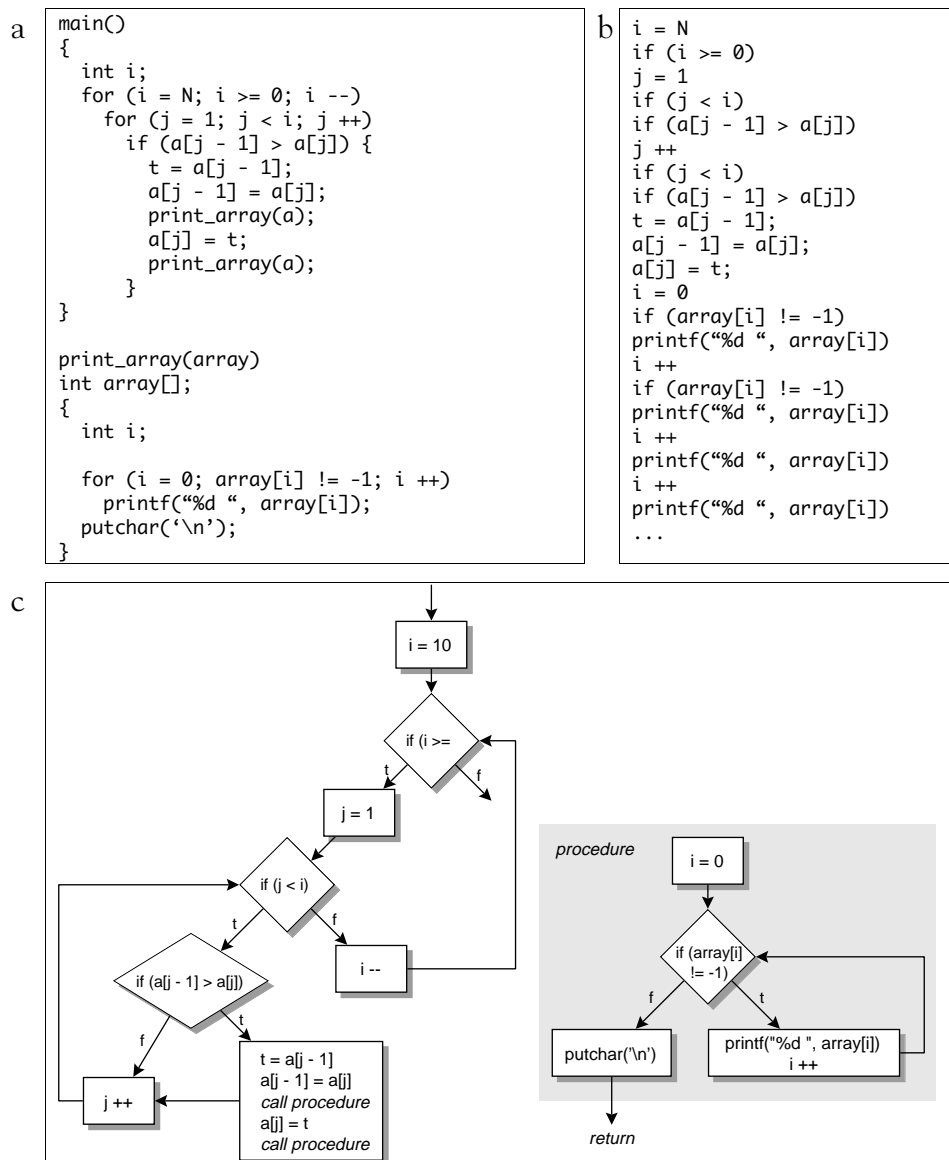 a
main()
{
int i;
for (i = N; i >= 0; i --)
for (j = 1; j < i; j ++)
if (a[j - 1] > a[j]) {
t = a[j - 1];
a[j - 1] = a[j];
print_array(a);
a[j] = t;
print_array(a);
}
}
print_array(array)
int array[];
{
int i;
for (i = 0; array[i] != -1; i ++)
printf(“%d “, array[i]);
putchar(‘\n’);
}
b
i = N
if (i >= 0)
j = 1
if (j < i)
if (a[j - 1] > a[j])
j ++
if (j < i)
if (a[j - 1] > a[j])
t = a[j - 1];
a[j - 1] = a[j];
a[j] = t;
i = 0
if (array[i] != -1)
printf(“%d “, array[i])
i ++
if (array[i] != -1)
printf(“%d “, array[i])
i ++
printf(“%d “, array[i])
i ++
printf(“%d “, array[i])
...
c
i = 10
if (i >=
t
f
j = 1
if (j < i)
t
f
i --
if (a[j - 1] > a[j])
f
t
j ++
t = a[j - 1]
a[j - 1] = a[j]
call procedure
a[j] = t
call procedure
procedure
i = 0
if (array[i]
!= -1)
f
t
putchar('\n')
printf("%d ", array[i])
i ++
return